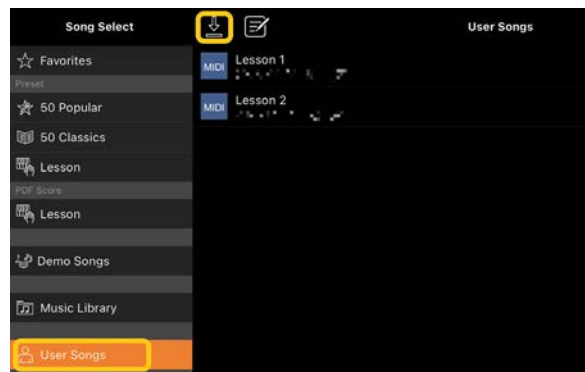 Song Select
User Songs
Favorites
Preset
50 Popular
50 Classics
Lesson
PDF Score
Lesson
Demo Songs
Music Library
User Songs
MIDI
Lesson 1
MIDI
Lesson 2